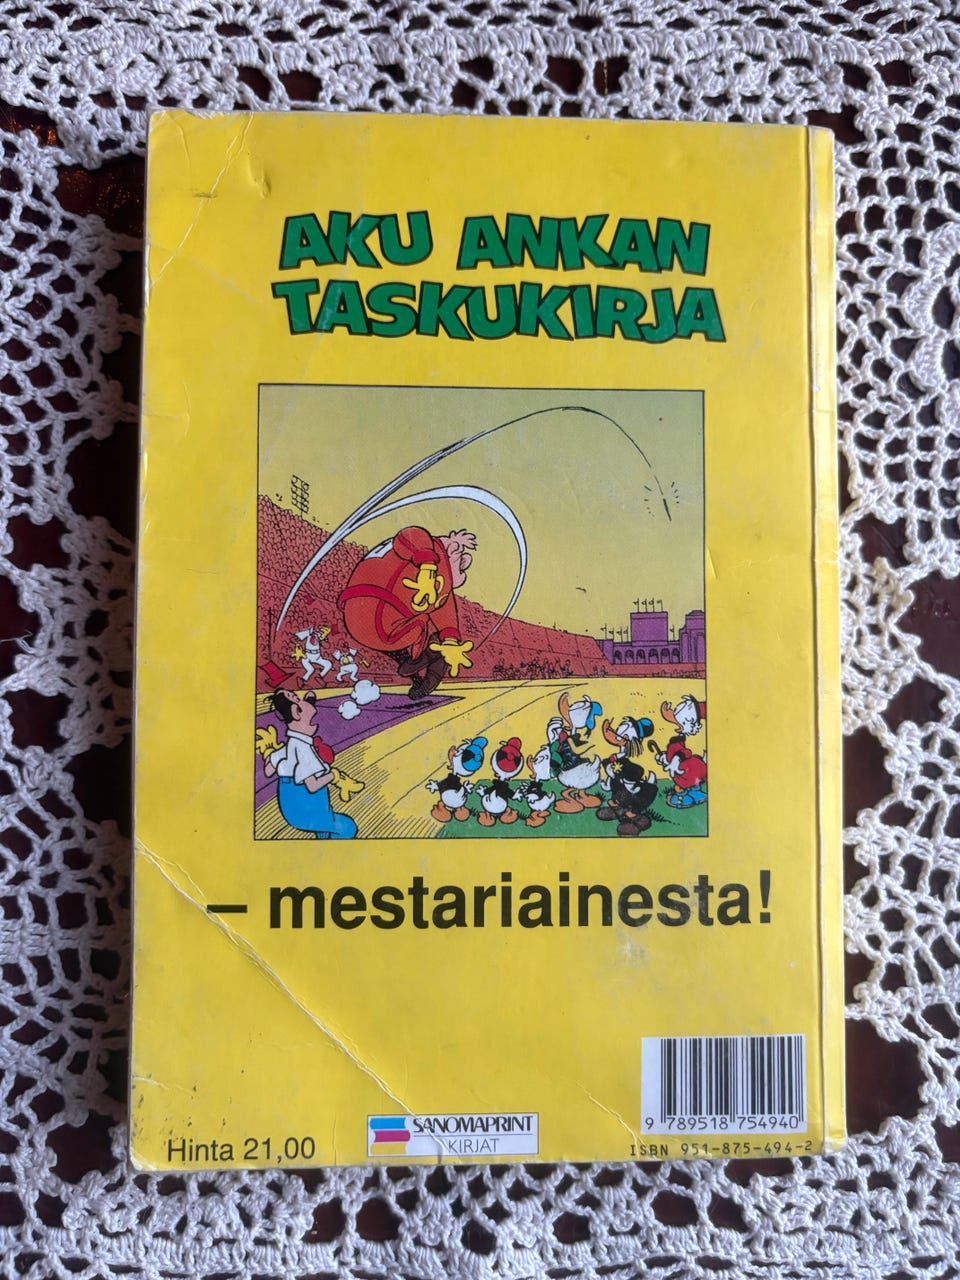 AKU ANKAN
TASKUKIRJA
– mestariainesta!
9 789518 754940
Hinta 21,00
SANOMAPRINT
KIRJAT
ISBN 951-875-494-2